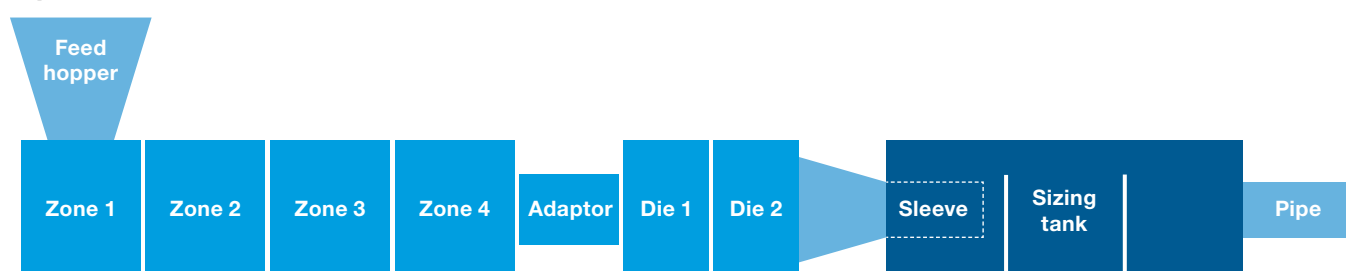 Feed
hopper
Zone 1
Zone 2
Zone 3
Zone 4
Adaptor
Die 1
Die 2
Sleeve
Sizing
tank
Pipe